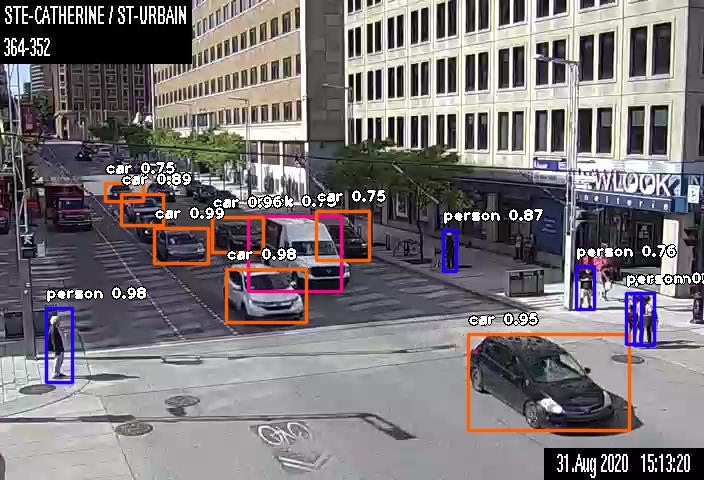 STE-CATHERINE / ST-URBAIN
364-352
car 0.75
car 0.89
car 0.99
car 0.96
car 0.75
car 0.98
person 0.87
person 0.76
person 0.98
car 0.95
NEWLOOK
lunetterie
31.Aug 2020 15:13:20